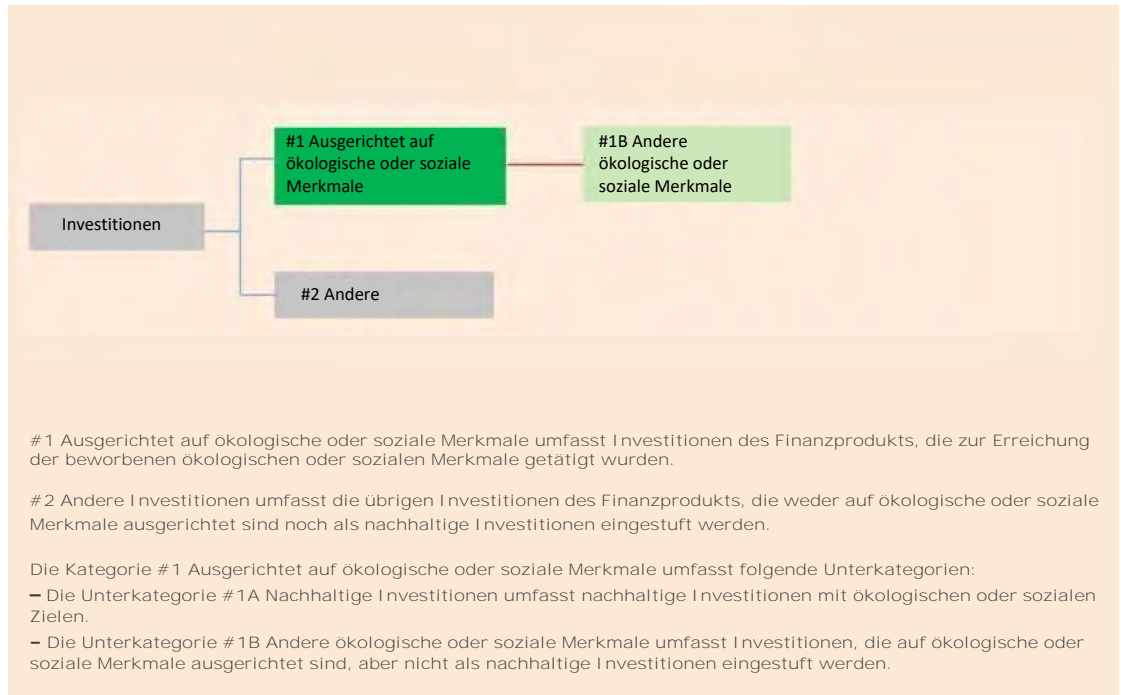 #1 Ausgerichtet auf
ökologische oder soziale
Merkmale
#1B Andere
ökologische oder
soziale Merkmale
Investitionen
#2 Andere
#1 Ausgerichtet auf ökologische oder soziale Merkmale umfasst Investitionen des Finanzprodukts, die zur Erreichung
der beworbenen ökologischen oder sozialen Merkmale getätigt wurden.
#2 Andere Investitionen umfasst die übrigen Investitionen des Finanzprodukts, die weder auf ökologische oder soziale
Merkmale ausgerichtet sind noch als nachhaltige Investitionen eingestuft werden.
Die Kategorie #1 Ausgerichtet auf ökologische oder soziale Merkmale umfasst folgende Unterkategorien:
– Die Unterkategorie #1A Nachhaltige Investitionen umfasst nachhaltige Investitionen mit ökologischen oder sozialen
Zielen.
– Die Unterkategorie #1B Andere ökologische oder soziale Merkmale umfasst Investitionen, die auf ökologische oder
soziale Merkmale ausgerichtet sind, aber nicht als nachhaltige Investitionen eingestuft werden.